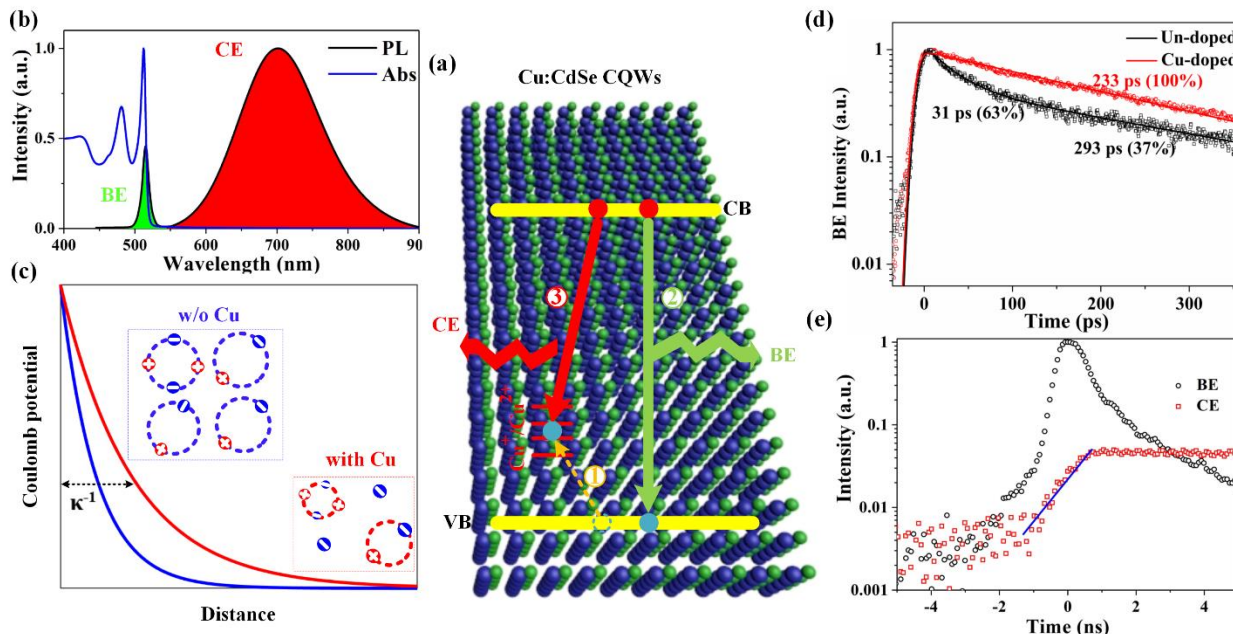 (b)
1.0
0.5
0.0
400
500
600
700
800
90
Intensity (a.u.)
Wavelength (nm)
CE
BE
PL
Abs
(a)
Cu:CdSe CQWs
CB
VB
CE
BE
3
2
1
Cu⁺/Cu²⁺
(c)
Coulomb potential
Distance
w/o Cu
with Cu
κ⁻¹
(d)
1
0.1
0.01
0
100
200
300
BE Intensity (a.u.)
Time (ps)
Un-doped
Cu-doped
233 ps (100%)
31 ps (63%)
293 ps (37%)
(e)
1
0.1
0.01
0.001
-4
-2
0
2
4
Intensity (a.u.)
Time (ns)
BE
CE